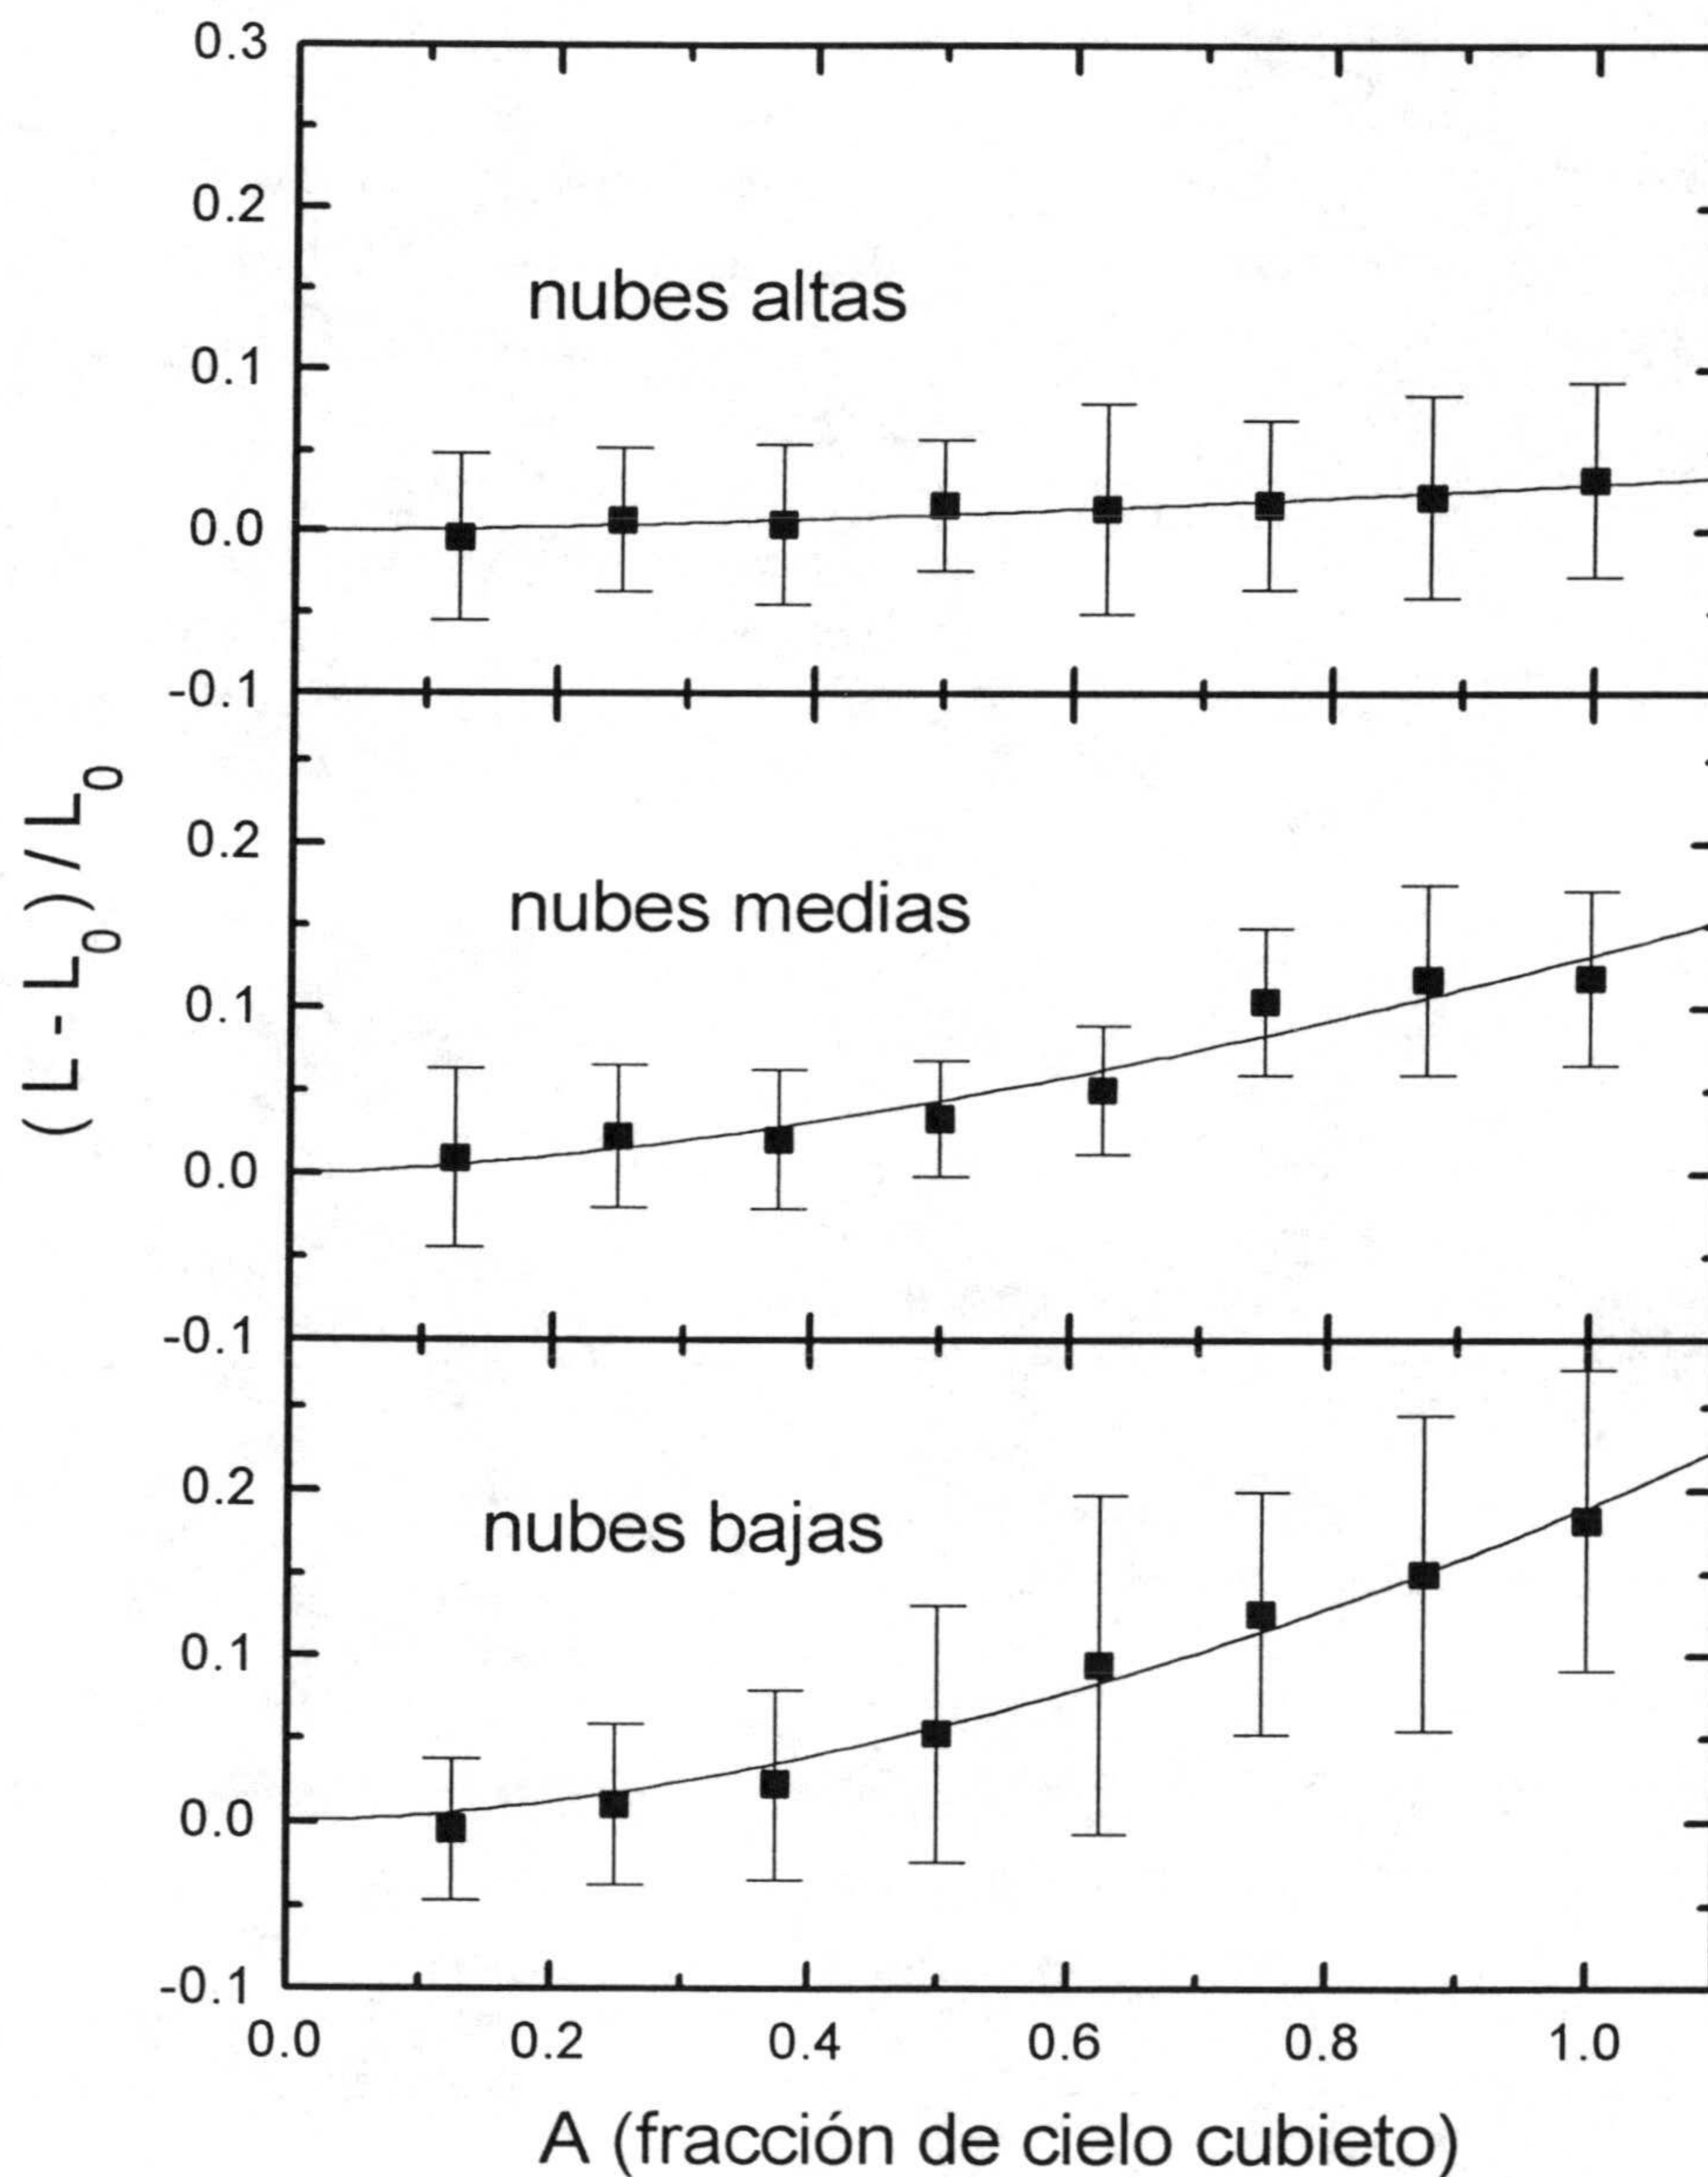 0.3
0.2
nubes altas
0.1
0.0
-0.1
(L - L0) / L0
0.2
nubes medias
0.1
0.0
-0.1
0.2
nubes bajas
0.1
0.0
-0.1
0.0 0.2 0.4 0.6 0.8 1.0
A (fracción de cielo cubieto)